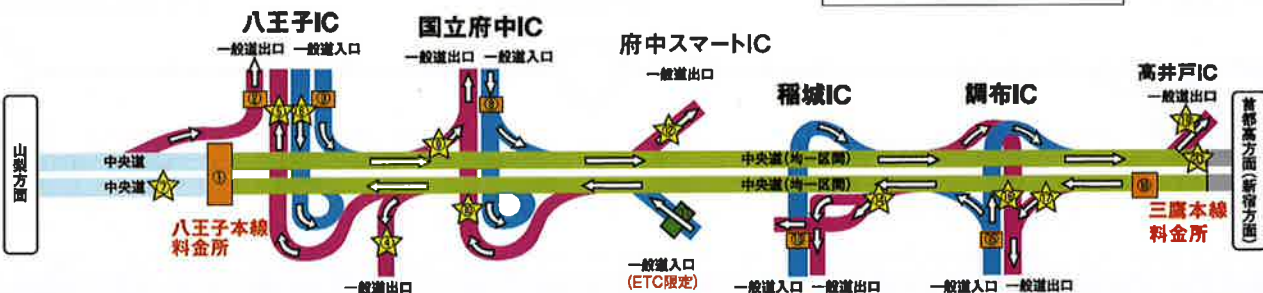 八王子IC
一般道出口 一般道入口
国立府中IC
一般道出口 一般道入口
府中スマートIC
一般道出口
稲城IC
調布IC
高井戸IC
一般道出口
山梨方面
首都高方面(新宿方面)
中央道
中央道(均一区間)
中央道
①
中央道(均一区間)
八王子本線
料金所
三鷹本線
料金所
一般道出口
一般道入口
(ETC限定)
一般道入口 一般道出口
一般道入口 一般道出口